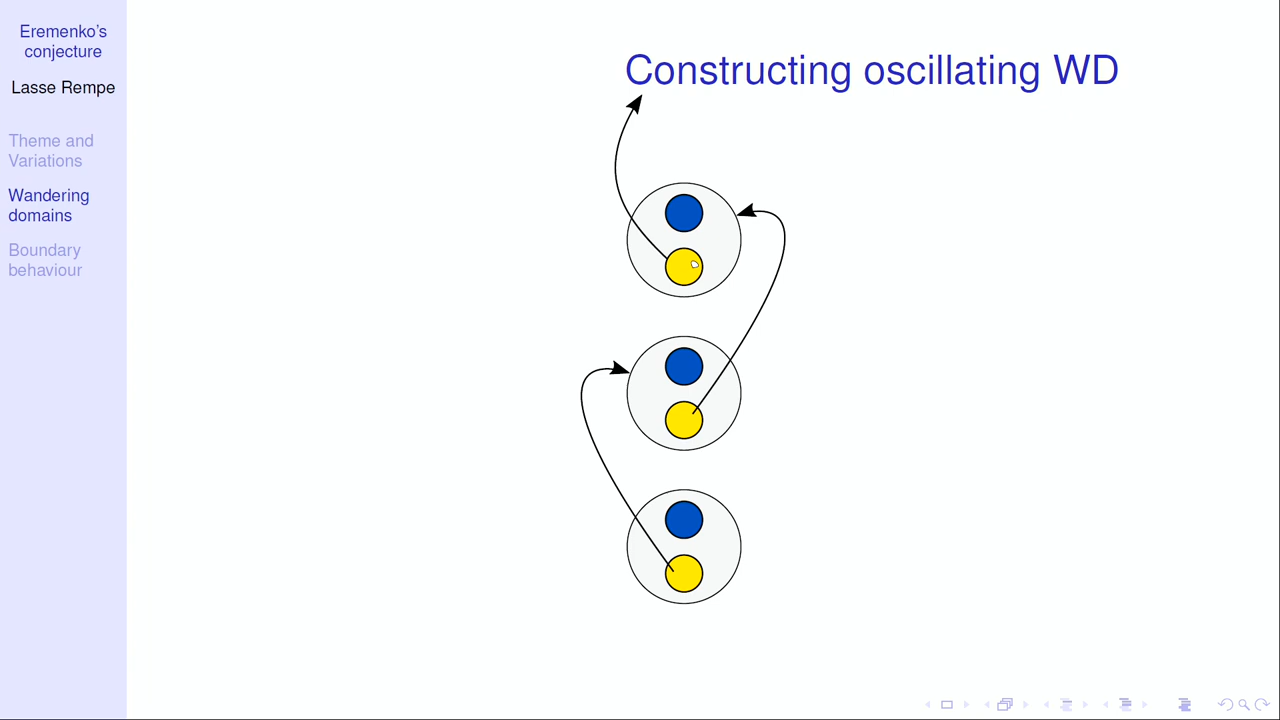 Eremenko's
conjecture
Lasse Rempe
Theme and
Variations
Wandering
domains
Boundary
behaviour
Constructing oscillating WD